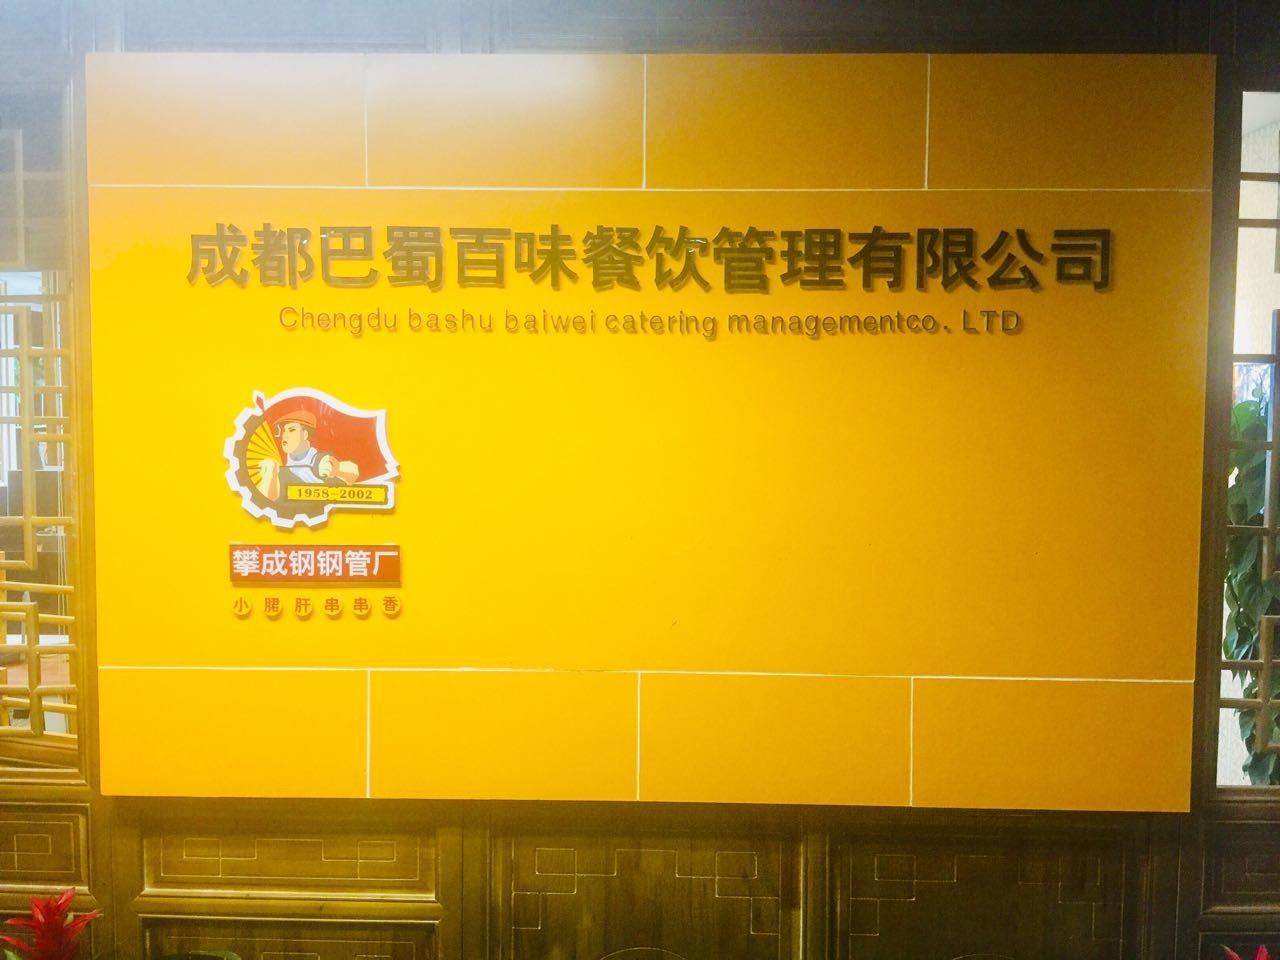 成都巴蜀百味餐饮管理有限公司
Chengdu bashu baiwei catering managementco. LTD
1958-2002
攀成钢钢管厂
小腊肝串串香